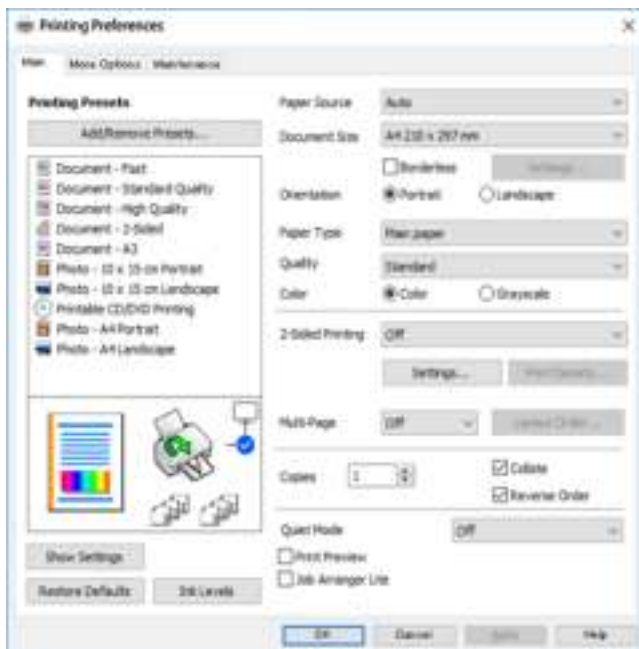 Printing Preferences
Main More Options Maintenance
Printing Presets
Add/Remove Presets...
Document - Fast
Document - Standard Quality
Document - High Quality
Document - 2-Sided
Document - A3
Photo - 10 x 15 cm Portrait
Photo - 10 x 15 cm Landscape
Printable CD/DVD Printing
Photo - A4 Portrait
Photo - A4 Landscape
Show Settings
Restore Defaults Ink Levels
Paper Source Auto
Document Size A4 210 x 297 mm
Borderless Settings...
Orientation Portrait Landscape
Paper Type Plain paper
Quality Standard
Color Color Grayscale
2-Sided Printing Off
Settings... Print Density...
Multi-Page Off Layout Order...
Copies 1 Collate
Reverse Order
Quiet Mode Off
Print Preview
Job Arranger Lite
OK Cancel Apply Help